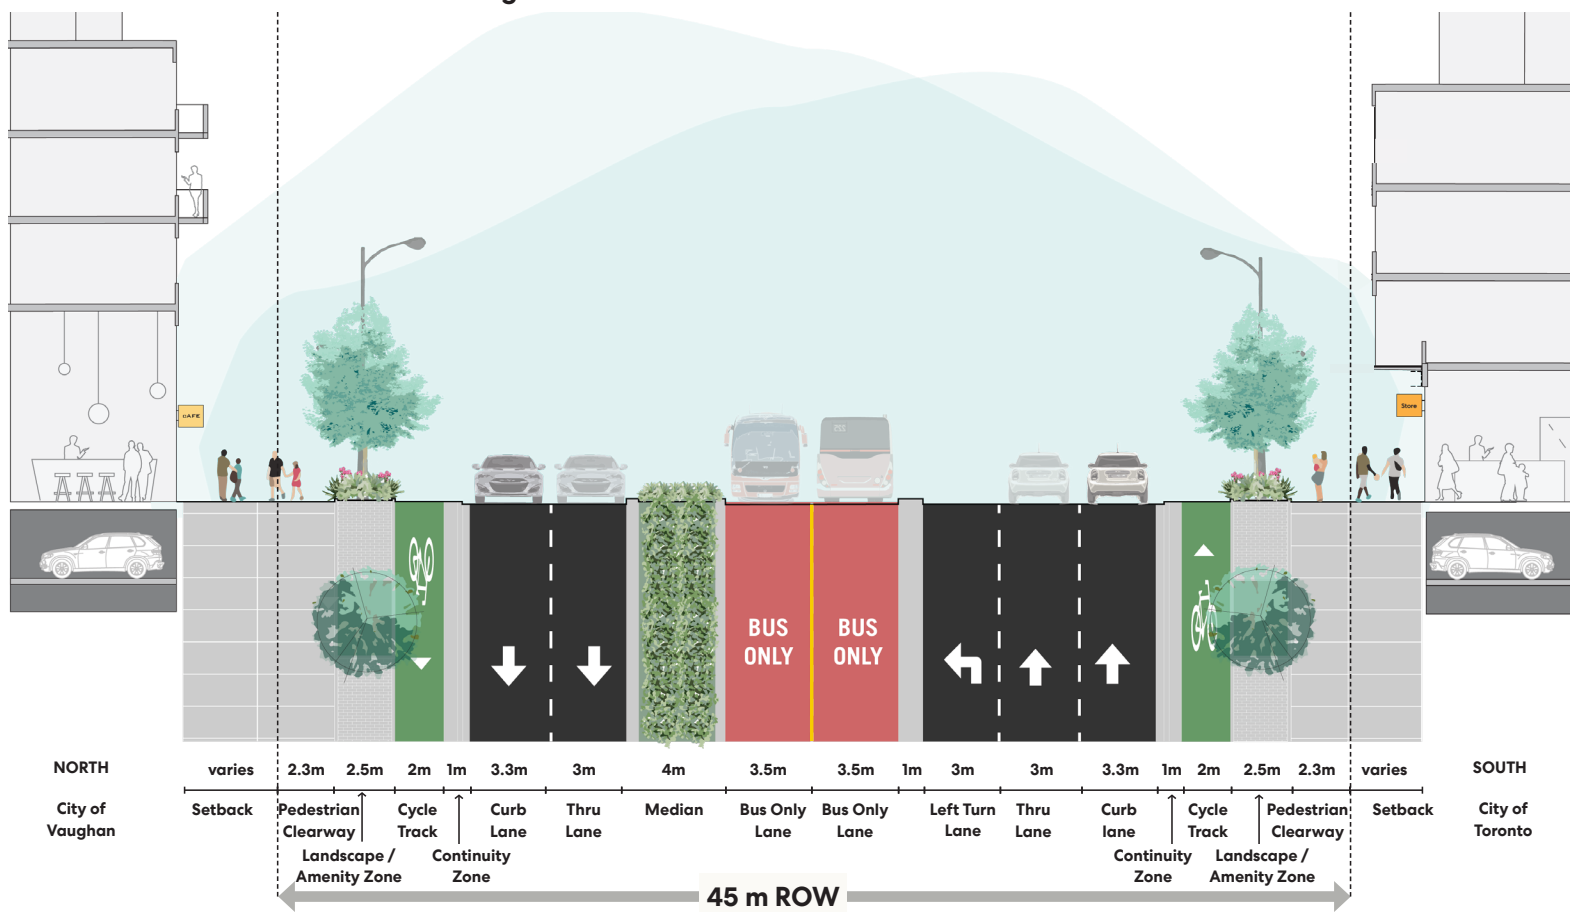 g
CAFE
Store
BUS
ONLY
BUS
ONLY
NORTH
varies
2.3m
2.5m
2m
1m
3.3m
3m
4m
3.5m
3.5m
1m
3m
3m
3.3m
1m
2m
2.5m
2.3m
varies
SOUTH
City of
Vaughan
Setback
Pedestrian
Clearway
Landscape /
Amenity Zone
Cycle
Track
Continuity
Zone
Curb
Lane
Thru
Lane
Median
Bus Only
Lane
Bus Only
Lane
Left Turn
Lane
Thru
Lane
Curb
lane
Continuity
Zone
Cycle
Track
Landscape /
Amenity Zone
Pedestrian
Clearway
Setback
City of
Toronto
45 m ROW